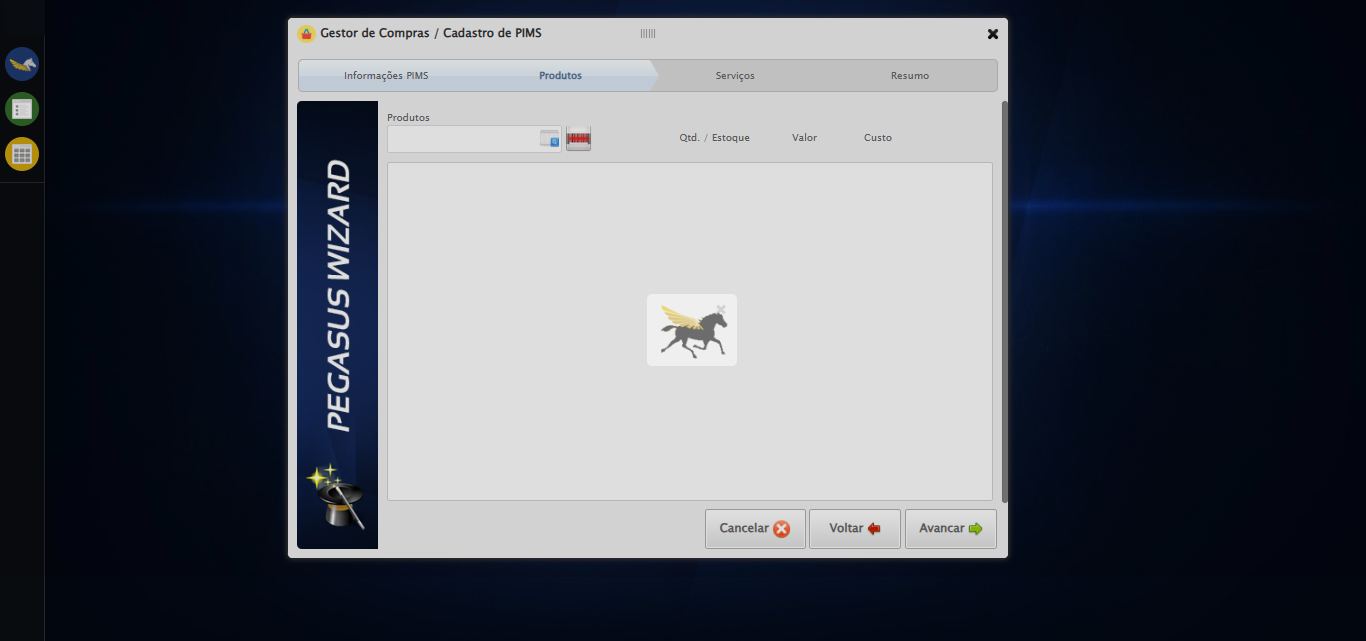 Gestor de Compras / Cadastro de PIMS
Informações PIMS
Produtos
Serviços
Resumo
PEGASUS WIZARD
Produtos
Qtd. / Estoque
Valor
Custo
Cancelar
Voltar
Avancar